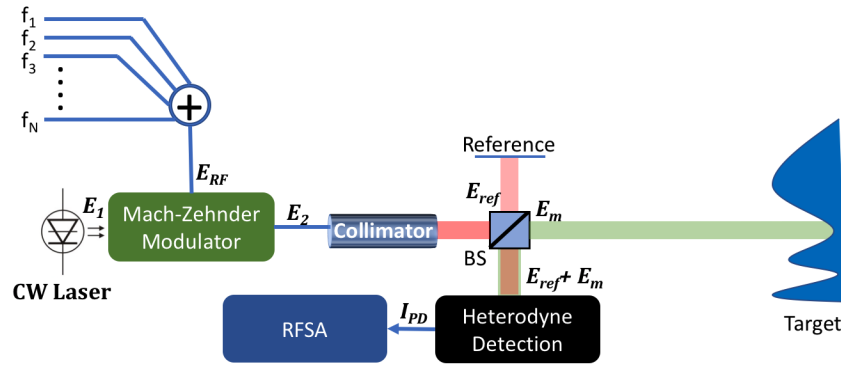 f1
f2
f3
fN
+
ERF
E1
Mach-Zehnder
Modulator
E2
CW Laser
Collimator
Reference
Eref
Em
BS
Eref+ Em
IPD
RFSA
Heterodyne
Detection
Target